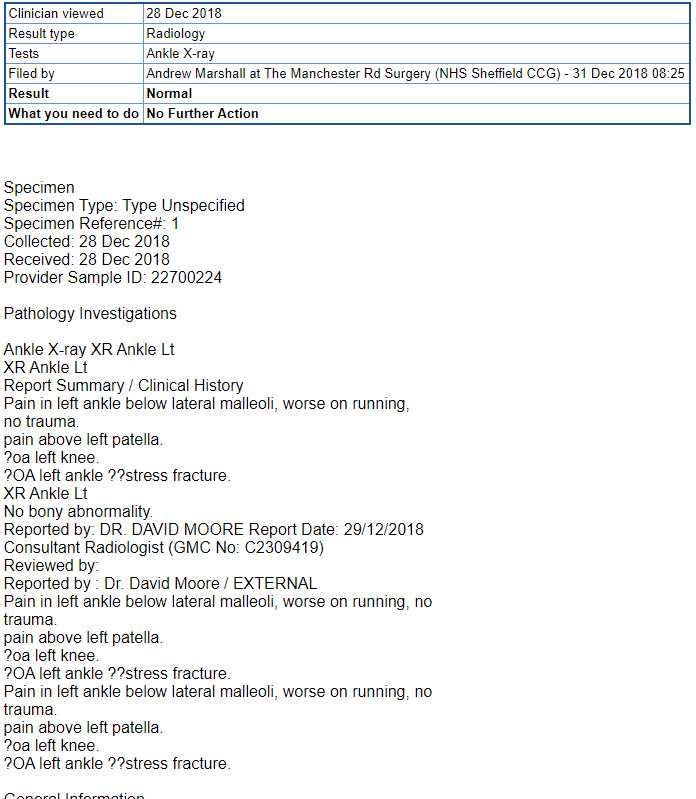 Clinician viewed 28 Dec 2018
Result type Radiology
Tests Ankle X-ray
Filed by Andrew Marshall at The Manchester Rd Surgery (NHS Sheffield CCG) - 31 Dec 2018 08:25
Result Normal
What you need to do No Further Action
Specimen
Specimen Type: Type Unspecified
Specimen Reference#: 1
Collected: 28 Dec 2018
Received: 28 Dec 2018
Provider Sample ID: 22700224
Pathology Investigations
Ankle X-ray XR Ankle Lt
XR Ankle Lt
Report Summary / Clinical History
Pain in left ankle below lateral malleoli, worse on running,
no trauma.
pain above left patella.
?oa left knee.
?OA left ankle ??stress fracture.
XR Ankle Lt
No bony abnormality.
Reported by: DR. DAVID MOORE Report Date: 29/12/2018
Consultant Radiologist (GMC No: C2309419)
Reviewed by:
Reported by : Dr. David Moore / EXTERNAL
Pain in left ankle below lateral malleoli, worse on running, no
trauma.
pain above left patella.
?oa left knee.
?OA left ankle ??stress fracture.
Pain in left ankle below lateral malleoli, worse on running, no
trauma.
pain above left patella.
?oa left knee.
?OA left ankle ??stress fracture.
General Information